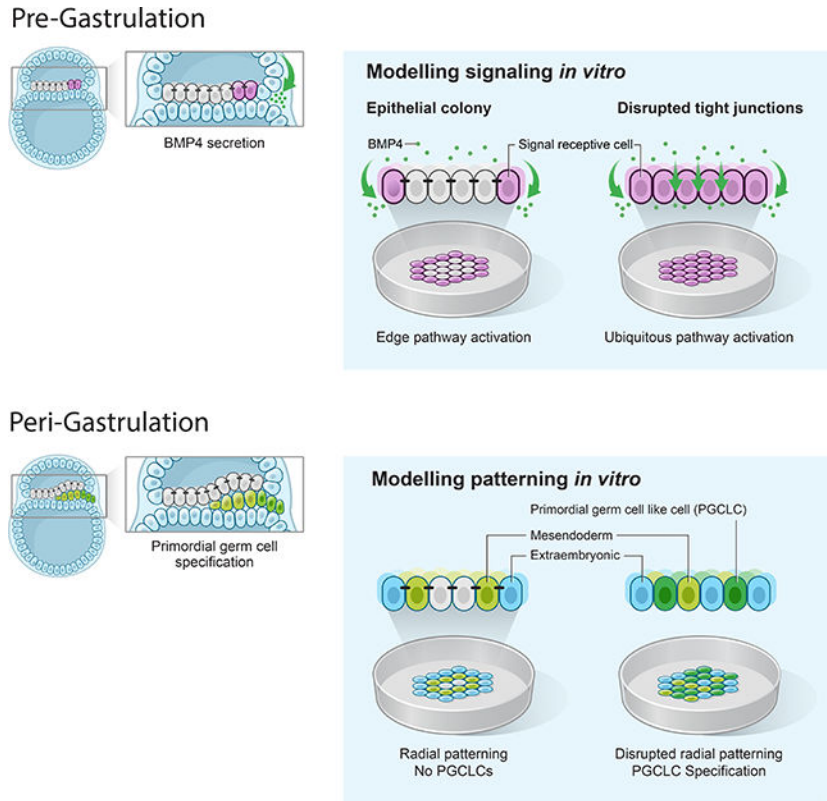 Pre-Gastrulation
BMP4 secretion
Modelling signaling in vitro
Epithelial colony
Disrupted tight junctions
BMP4
Signal receptive cell
Edge pathway activation
Ubiquitous pathway activation
Peri-Gastrulation
Primordial germ cell
specification
Modelling patterning in vitro
Primordial germ cell like cell (PGCLC)
Mesendoderm
Extraembryonic
Radial patterning
No PGCLCs
Disrupted radial patterning
PGCLC Specification